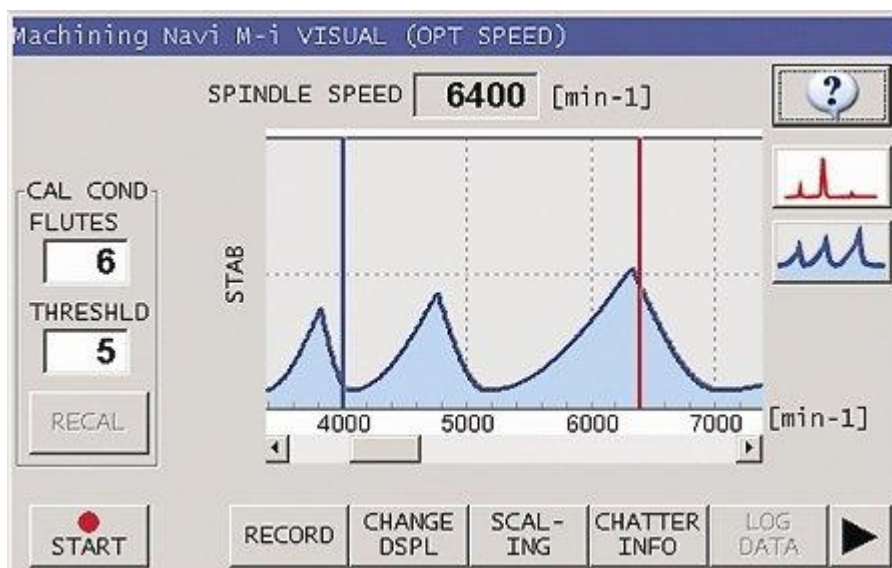 Machining Navi M-i VISUAL (OPT SPEED)
SPINDLE SPEED 6400 [min-1]
?
CAL COND
FLUTES
6
THRESHLD
5
RECAL
STAB
4000 5000 6000 7000 [min-1]
START
RECORD
CHANGE
DSPL
SCAL-
ING
CHATTER
INFO
LOG
DATA